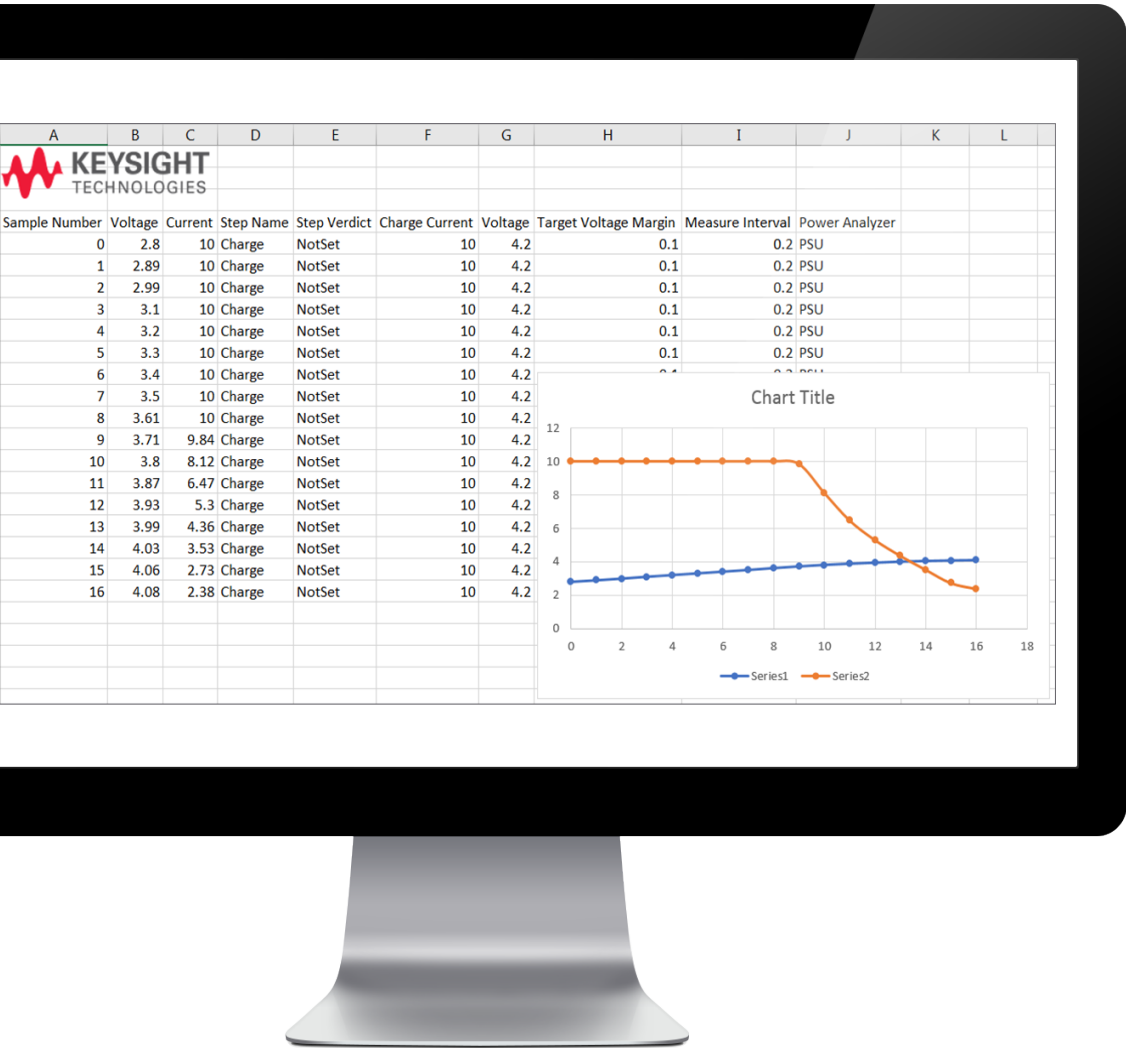 A B C D E F G H I J K L
KEYSIGHT
TECHNOLOGIES
Sample Number Voltage Current Step Name Step Verdict Charge Current Voltage Target Voltage Margin Measure Interval Power Analyzer
0 2.8 10 Charge NotSet 10 4.2 0.1 0.2 PSU
1 2.89 10 Charge NotSet 10 4.2 0.1 0.2 PSU
2 2.99 10 Charge NotSet 10 4.2 0.1 0.2 PSU
3 3.1 10 Charge NotSet 10 4.2 0.1 0.2 PSU
4 3.2 10 Charge NotSet 10 4.2 0.1 0.2 PSU
5 3.3 10 Charge NotSet 10 4.2 0.1 0.2 PSU
6 3.4 10 Charge NotSet 10 4.2
7 3.5 10 Charge NotSet 10 4.2
8 3.61 10 Charge NotSet 10 4.2
9 3.71 9.84 Charge NotSet 10 4.2
10 3.8 8.12 Charge NotSet 10 4.2
11 3.87 6.47 Charge NotSet 10 4.2
12 3.93 5.3 Charge NotSet 10 4.2
13 3.99 4.36 Charge NotSet 10 4.2
14 4.03 3.53 Charge NotSet 10 4.2
15 4.06 2.73 Charge NotSet 10 4.2
16 4.08 2.38 Charge NotSet 10 4.2
Chart Title
12
10
8
6
4
2
0
0 2 4 6 8 10 12 14 16 18
Series1 Series2